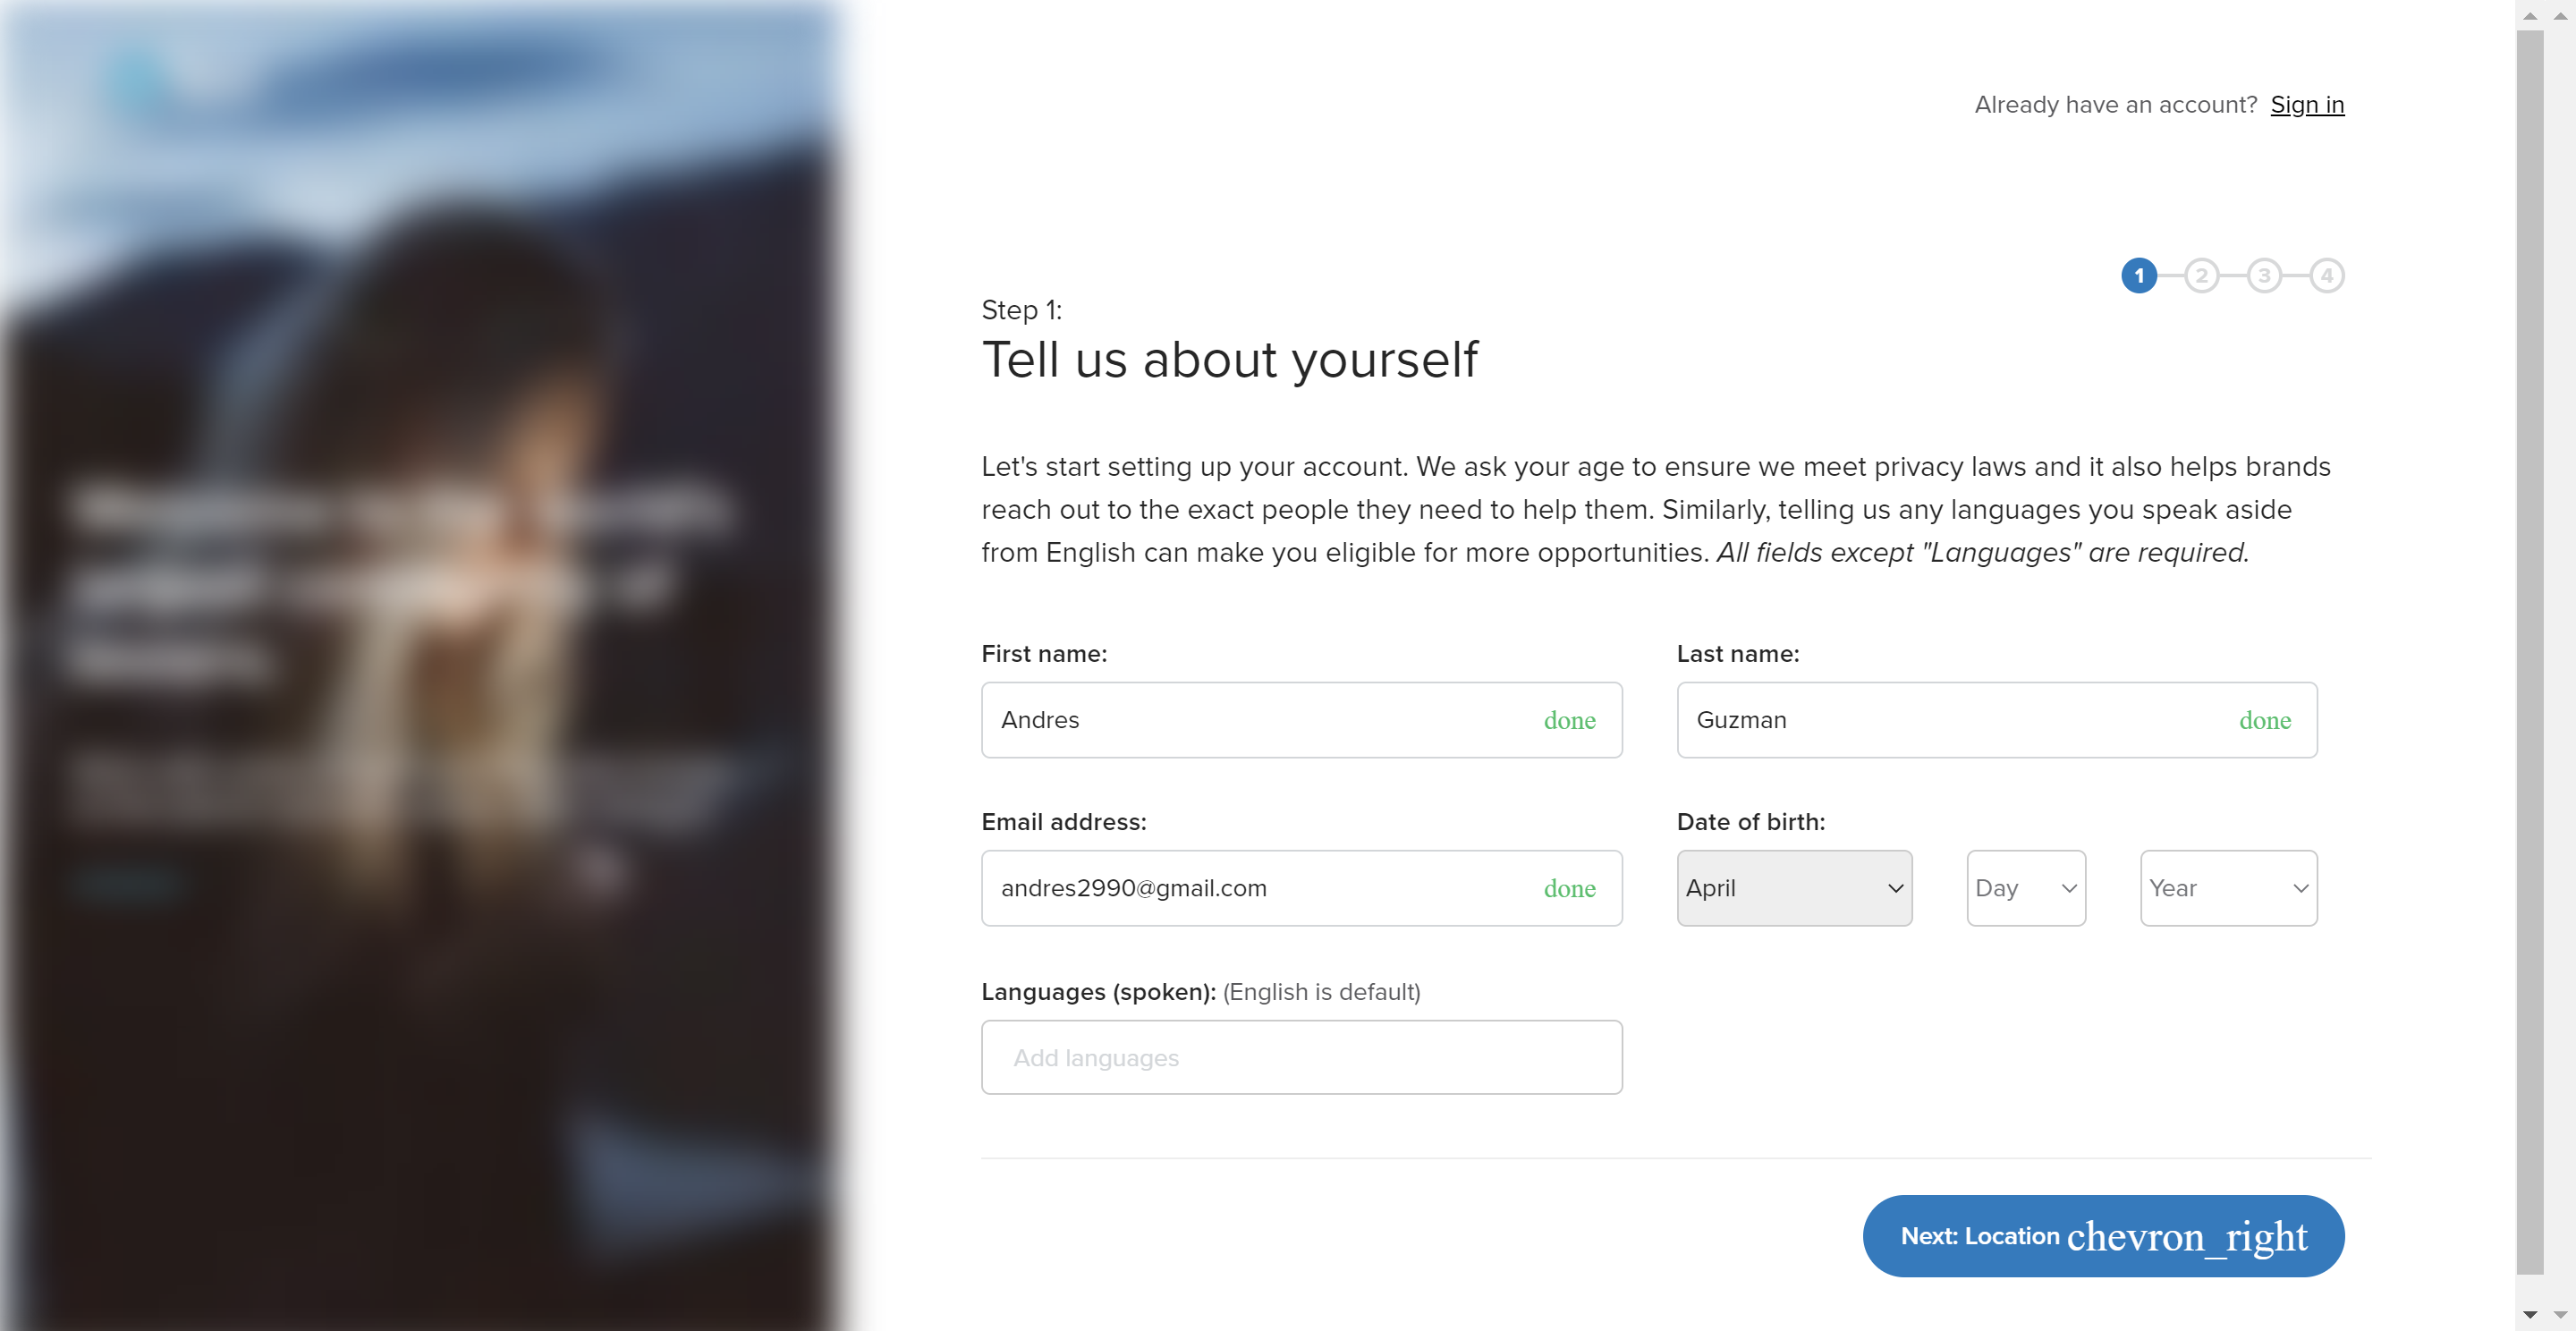 Already have an account? Sign in
1 2 3 4
Step 1:
Tell us about yourself
Let's start setting up your account. We ask your age to ensure we meet privacy laws and it also helps brands
reach out to the exact people they need to help them. Similarly, telling us any languages you speak aside
from English can make you eligible for more opportunities. All fields except "Languages" are required.
First name:
Last name:
Andres done
Guzman done
Email address:
Date of birth:
andres2990@gmail.com done
April Day Year
Languages (spoken): (English is default)
Add languages
Next: Location chevron_right